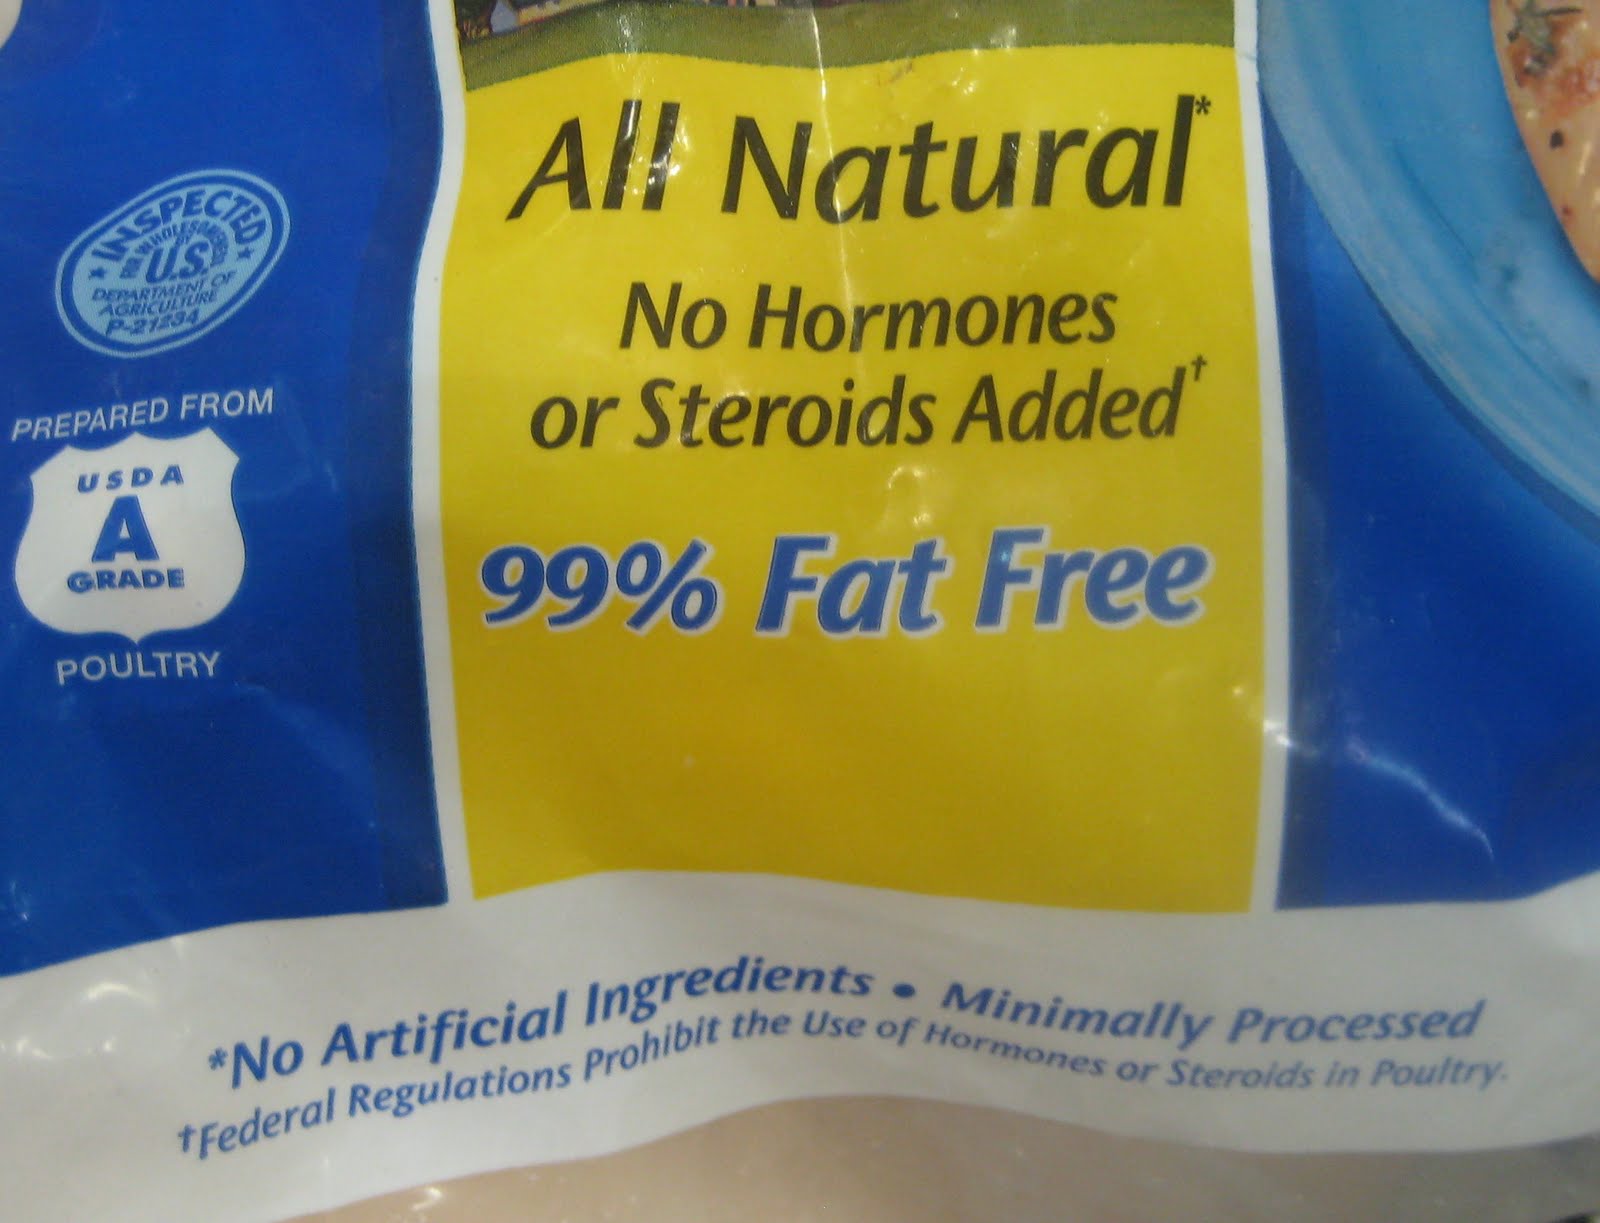 All Natural*
No Hormones
or Steroids Added†
99% Fat Free
INSPECTED
FOR WHOLESOMENESS
BY
U.S.
DEPARTMENT OF
AGRICULTURE
P-21234
PREPARED FROM
USDA
A
GRADE
POULTRY
*No Artificial Ingredients • Minimally Processed
†Federal Regulations Prohibit the Use of Hormones or Steroids in Poultry.